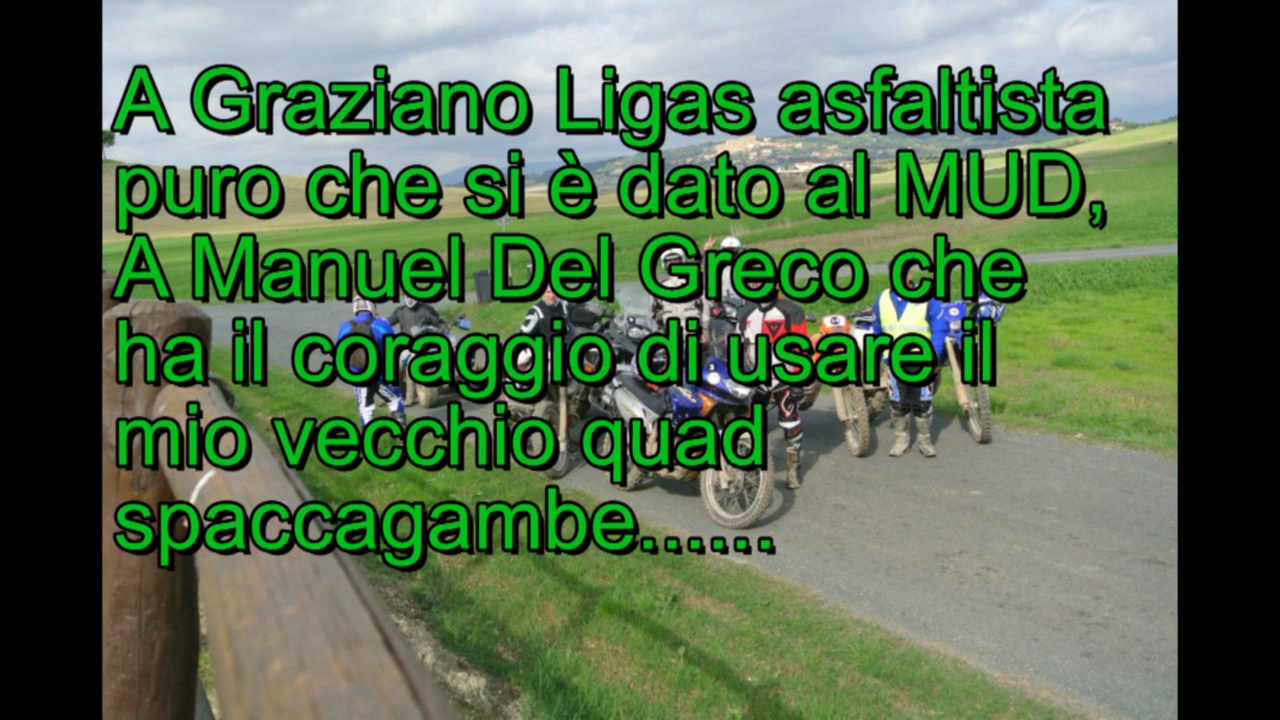 A Graziano Ligas asfaltista
puro che si è dato al MUD,
A Manuel Del Greco che
ha il coraggio di usare il
mio vecchio quad
spaccagambe......